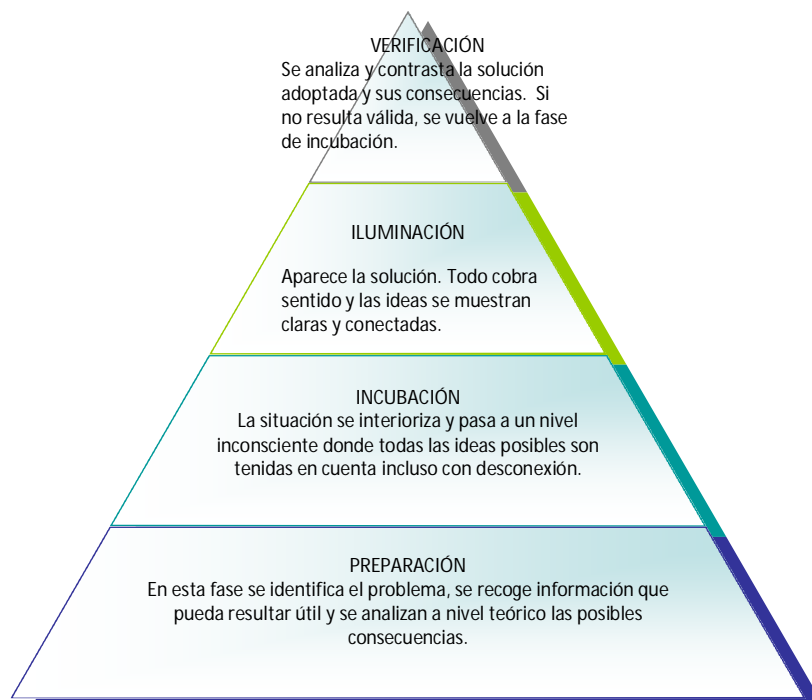 VERIFICACIÓN
Se analiza y contrasta la solución
adoptada y sus consecuencias. Si
no resulta válida, se vuelve a la fase
de incubación.
ILUMINACIÓN
Aparece la solución. Todo cobra
sentido y las ideas se muestran
claras y conectadas.
INCUBACIÓN
La situación se interioriza y pasa a un nivel
inconsciente donde todas las ideas posibles son
tenidas en cuenta incluso con desconexión.
PREPARACIÓN
En esta fase se identifica el problema, se recoge información que
pueda resultar útil y se analizan a nivel teórico las posibles
consecuencias.